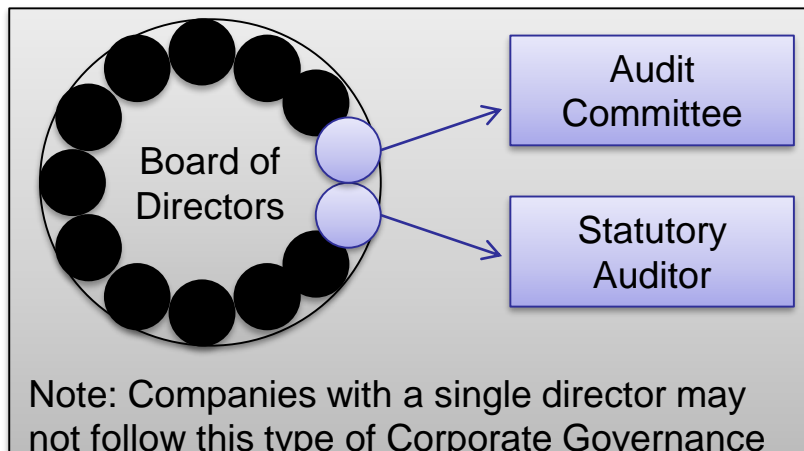 Board of
Directors
Audit
Committee
Statutory
Auditor
Note: Companies with a single director may
not follow this type of Corporate Governance